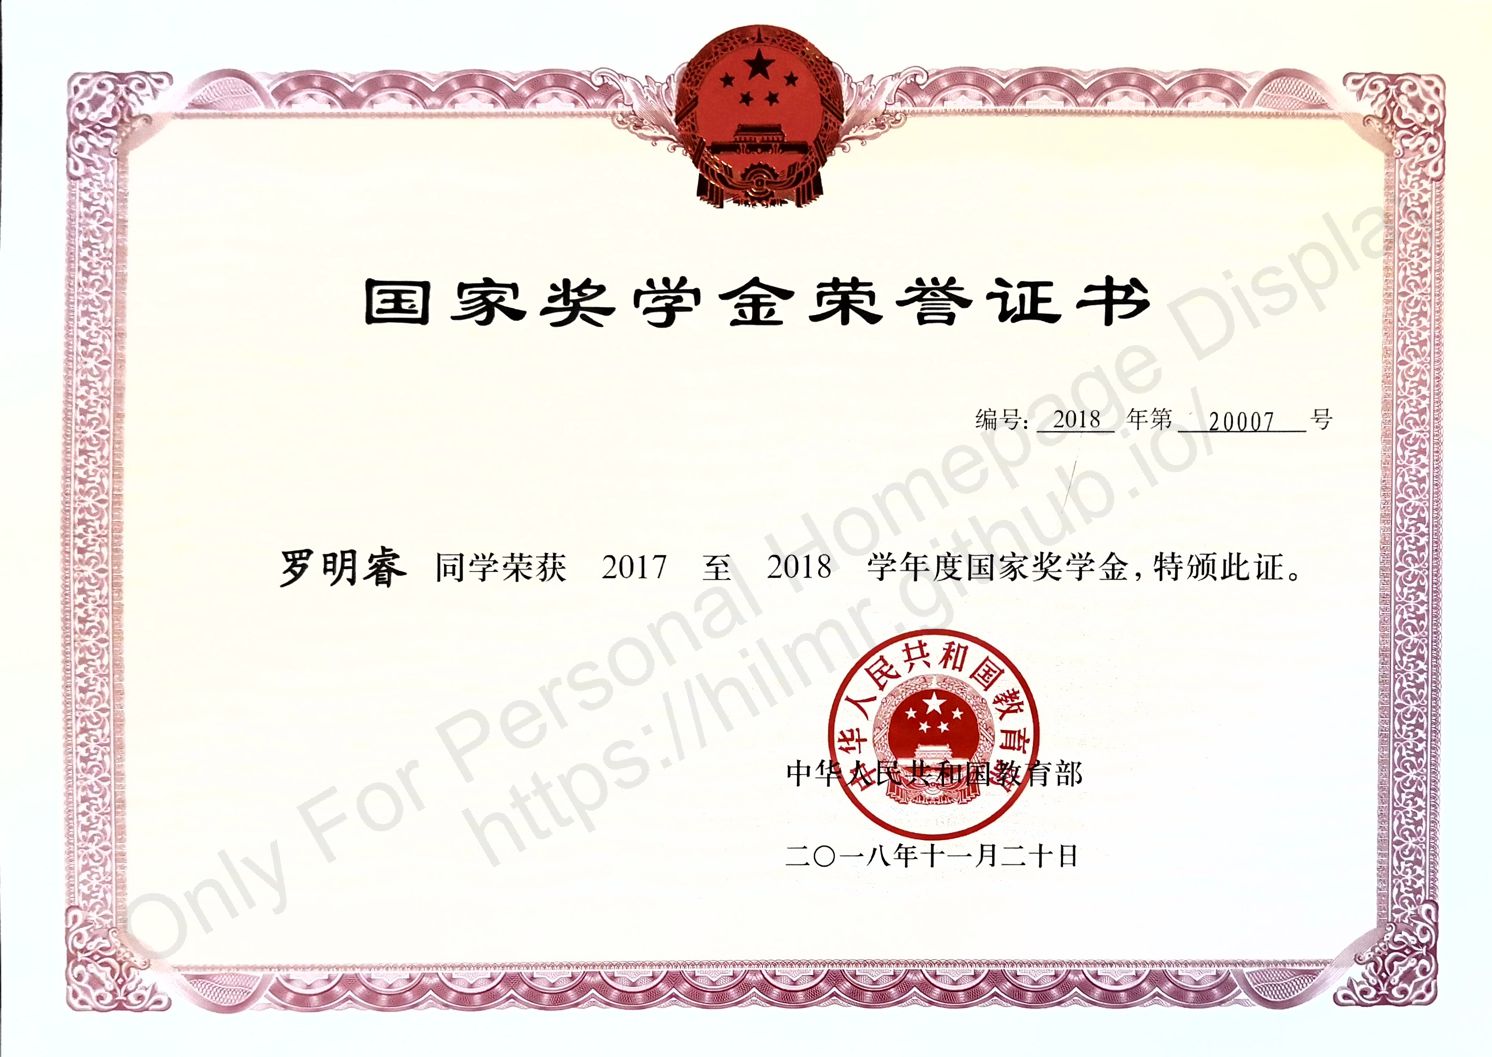 国家奖学金荣誉证书
编号: 2018 年第 20007 号
罗明睿 同学荣获 2017 至 2018 学年度国家奖学金,特颁此证。
中华人民共和国教育部
中华人民共和国教育部
二〇一八年十一月二十日
Only For Personal Homepage Display
https://hilmr.github.io/